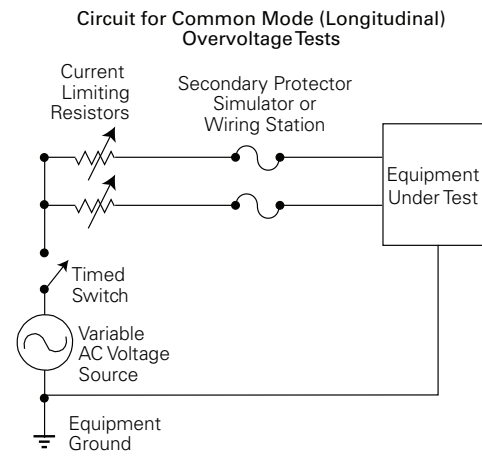 Circuit for Common Mode (Longitudinal)
Overvoltage Tests
Current
Limiting
Resistors
Secondary Protector
Simulator or
Wiring Station
Equipment
Under Test
Timed
Switch
Variable
AC Voltage
Source
Equipment
Ground